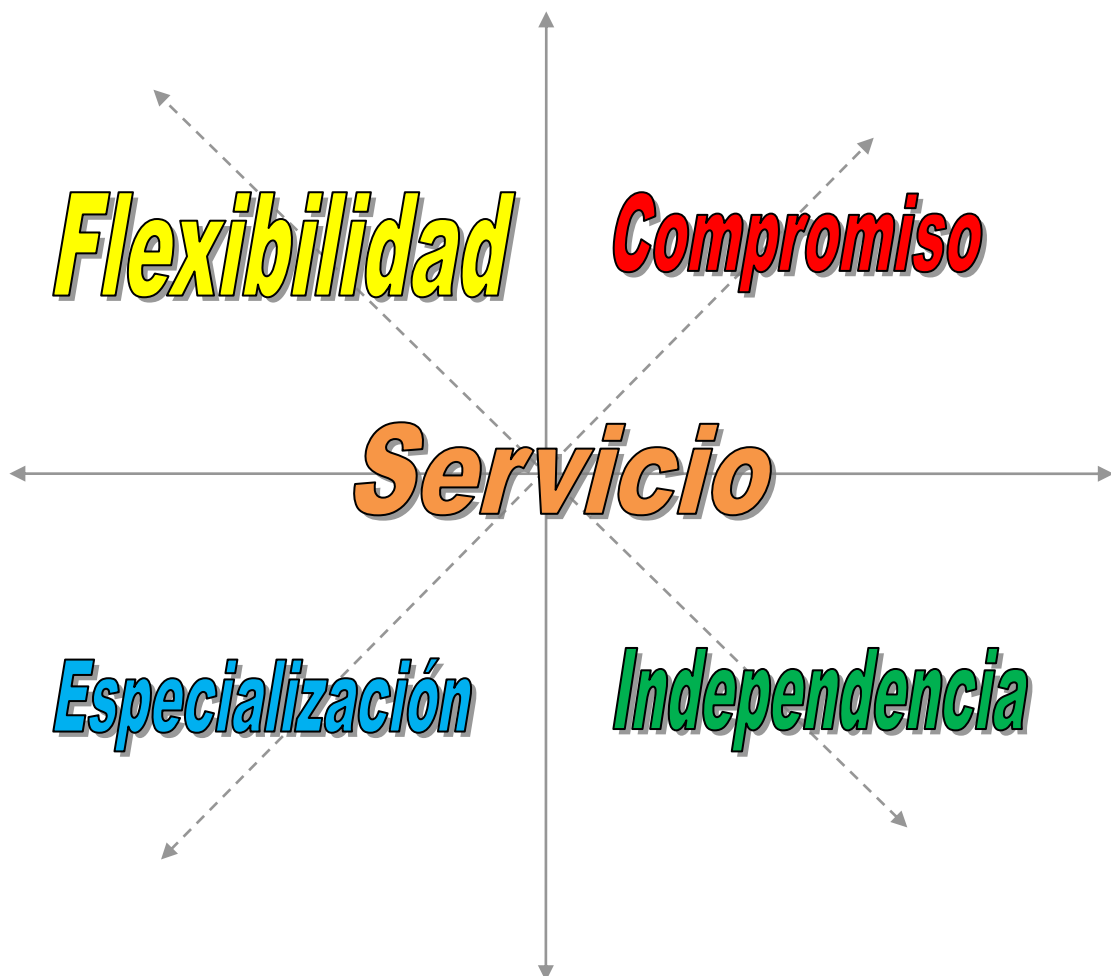 Flexibilidad
Compromiso
Servicio
Especialización
Independencia